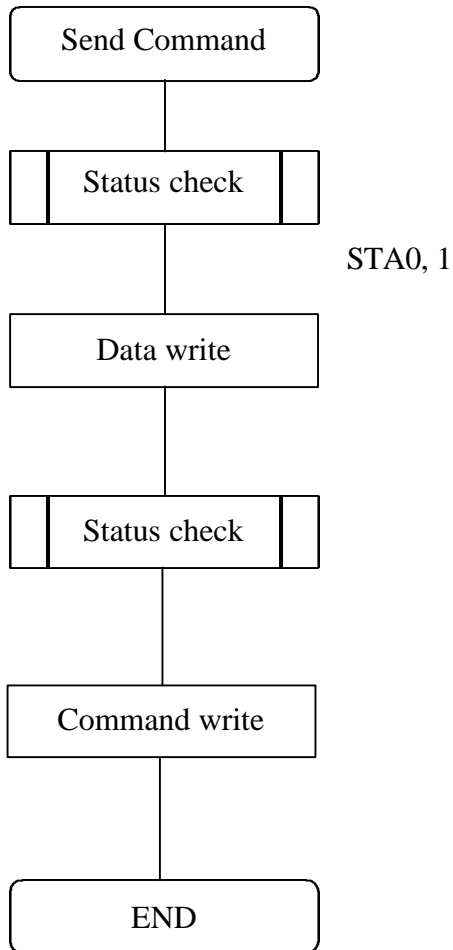 Send Command
Status check
STA0, 1
Data write
Status check
Command write
END